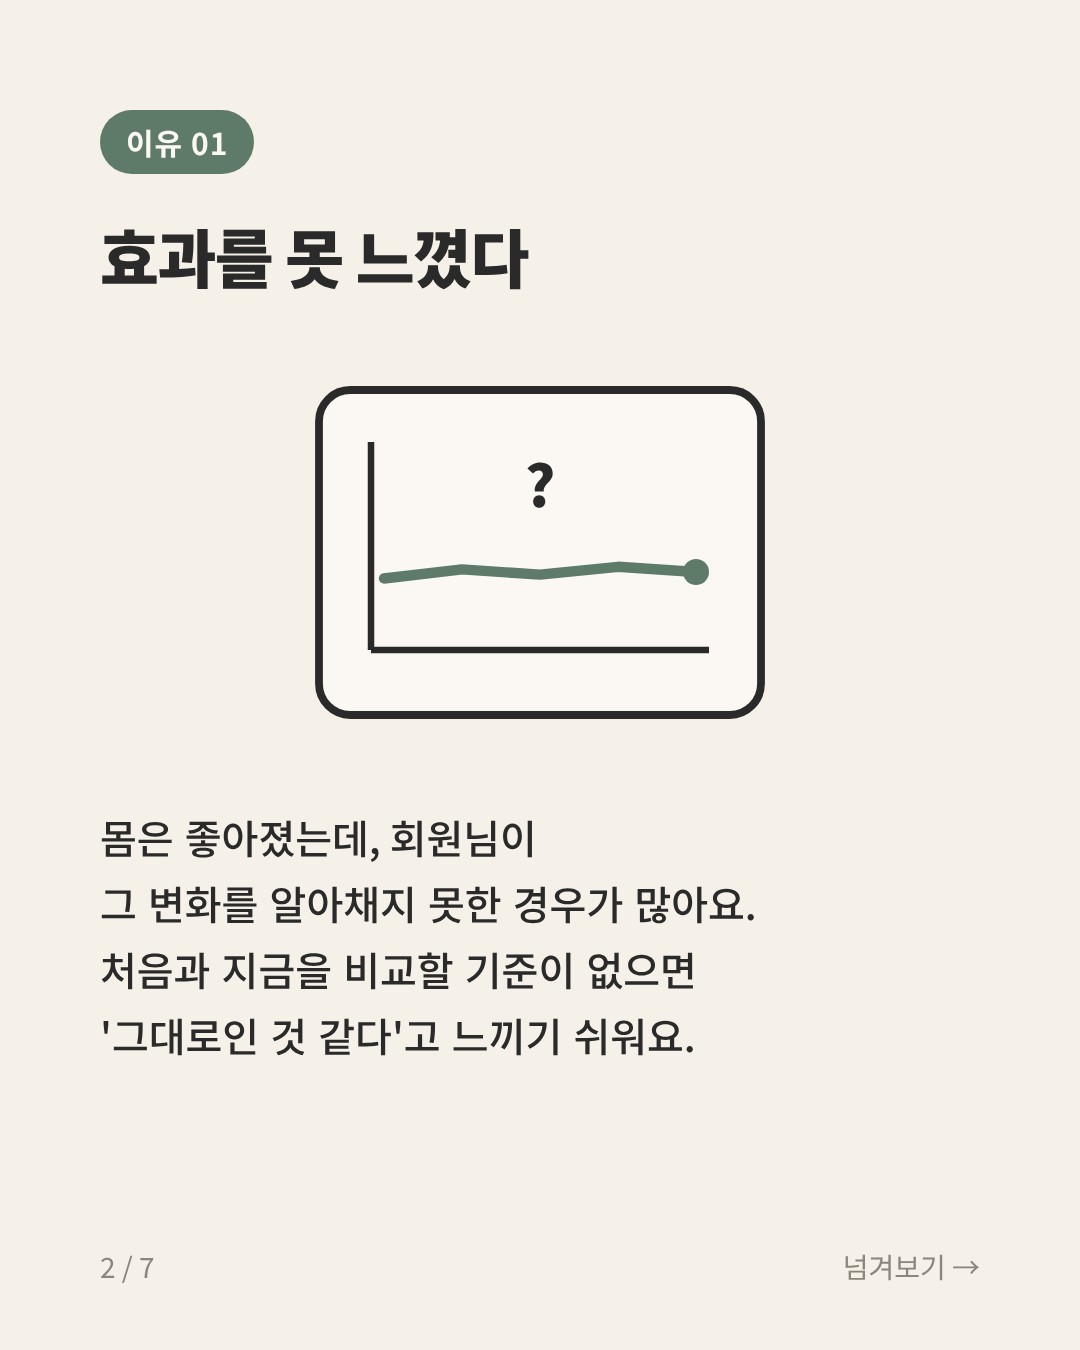 이유 01
효과를 못 느꼈다
?
몸은 좋아졌는데, 회원님이
그 변화를 알아채지 못한 경우가 많아요.
처음과 지금을 비교할 기준이 없으면
'그대로인 것 같다'고 느끼기 쉬워요.
2 / 7
넘겨보기 →